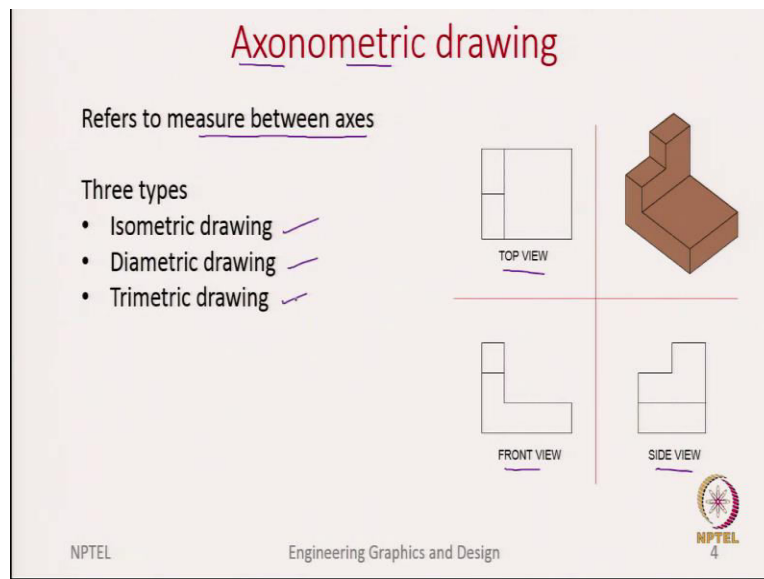 Axonometric drawing
Refers to measure between axes
Three types
• Isometric drawing
• Diametric drawing
• Trimetric drawing
TOP VIEW
FRONT VIEW
SIDE VIEW
NPTEL
NPTEL
Engineering Graphics and Design
4